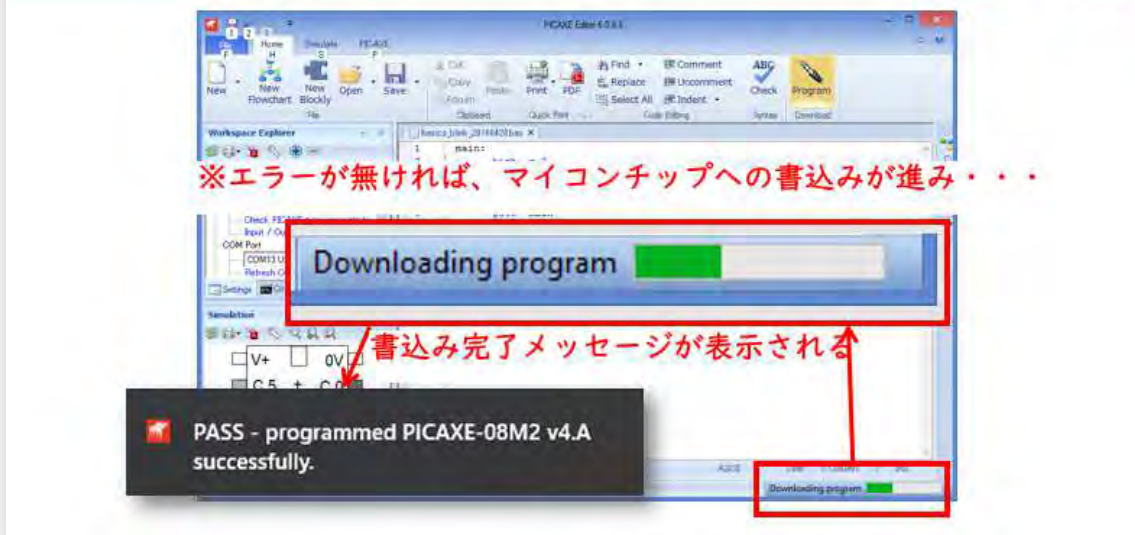 PICAXE Editor 6.0.8.
1 2
Home Simulate PICAXE
F H S P
New
New Flowchart
New Blockly
Open
Save
Cut
Copy
Print PDF
Find
Replace
Select All
Comment
Uncomment
Indent
Check
Program
File Clipboard Quick Print Code Editing Syntax Download
Workspace Explorer
1 main:
※エラーが無ければ、マイコンチップへの書込みが進み・・・
COM Port
Downloading program
Settings
Simulation
書込み完了メッセージが表示される
V+ 0V
C.5
PASS - programmed PICAXE-08M2 v4.A
successfully.
Downloading program